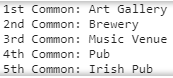 1st Common: Art Gallery
2nd Common: Brewery
3rd Common: Music Venue
4th Common: Pub
5th Common: Irish Pub